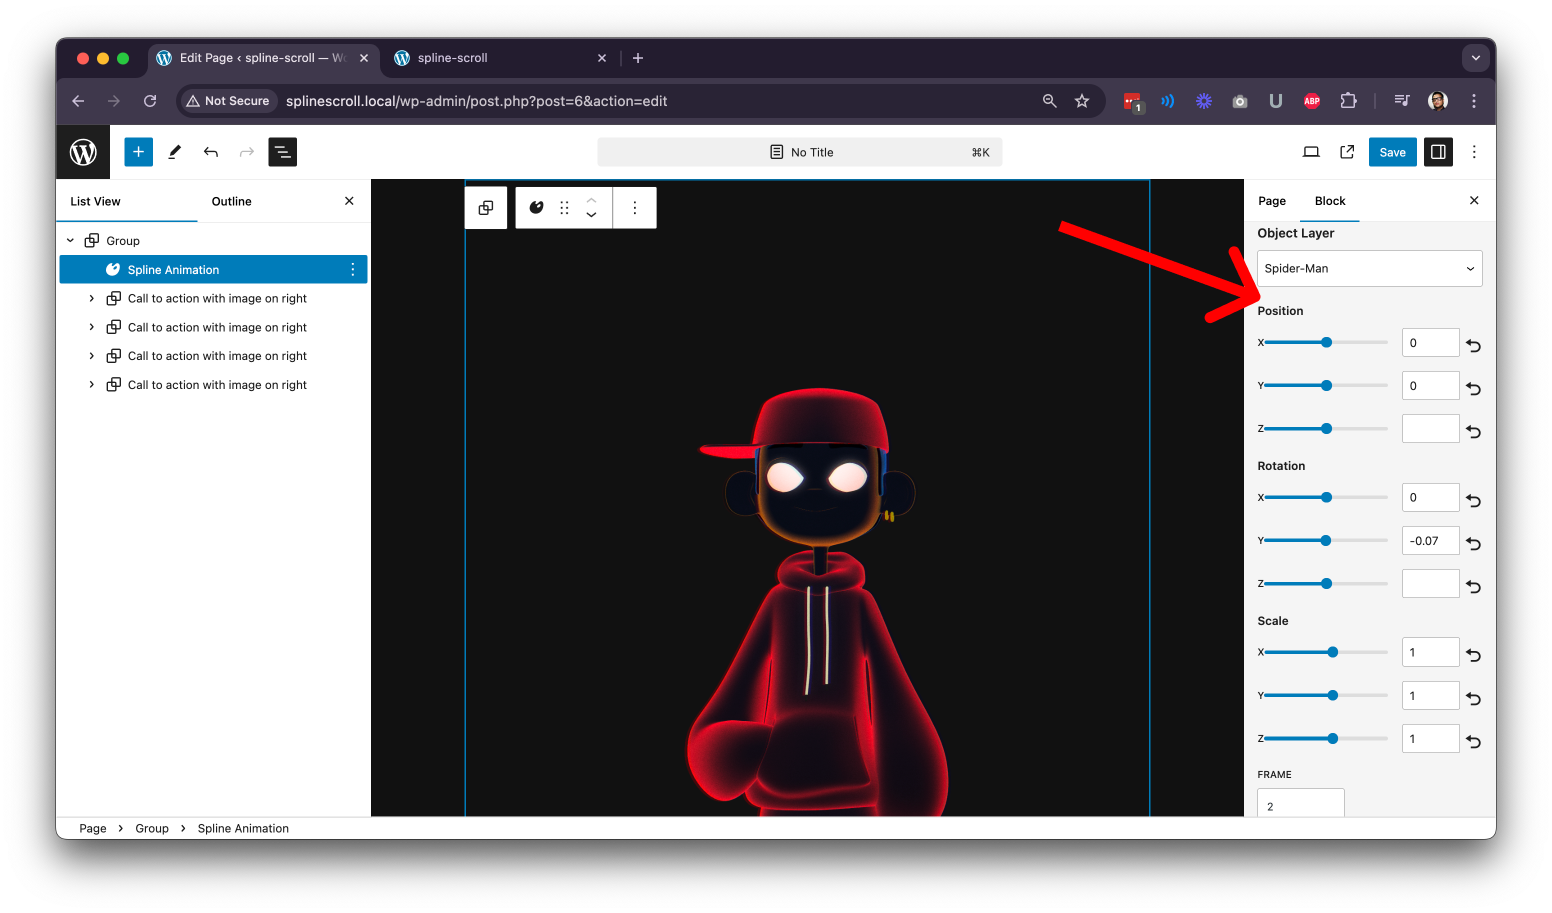 Edit Page ‹ spline-scroll — Wo
spline-scroll
Not Secure
splinescroll.local/wp-admin/post.php?post=6&action=edit
1
U
ABP
No Title
⌘K
Save
List View
Outline
Group
Spline Animation
Call to action with image on right
Call to action with image on right
Call to action with image on right
Call to action with image on right
Page
Block
Object Layer
Spider-Man
Position
X
0
Y
0
Z
Rotation
X
0
Y
-0.07
Z
Scale
X
1
Y
1
Z
1
FRAME
2
Page > Group > Spline Animation